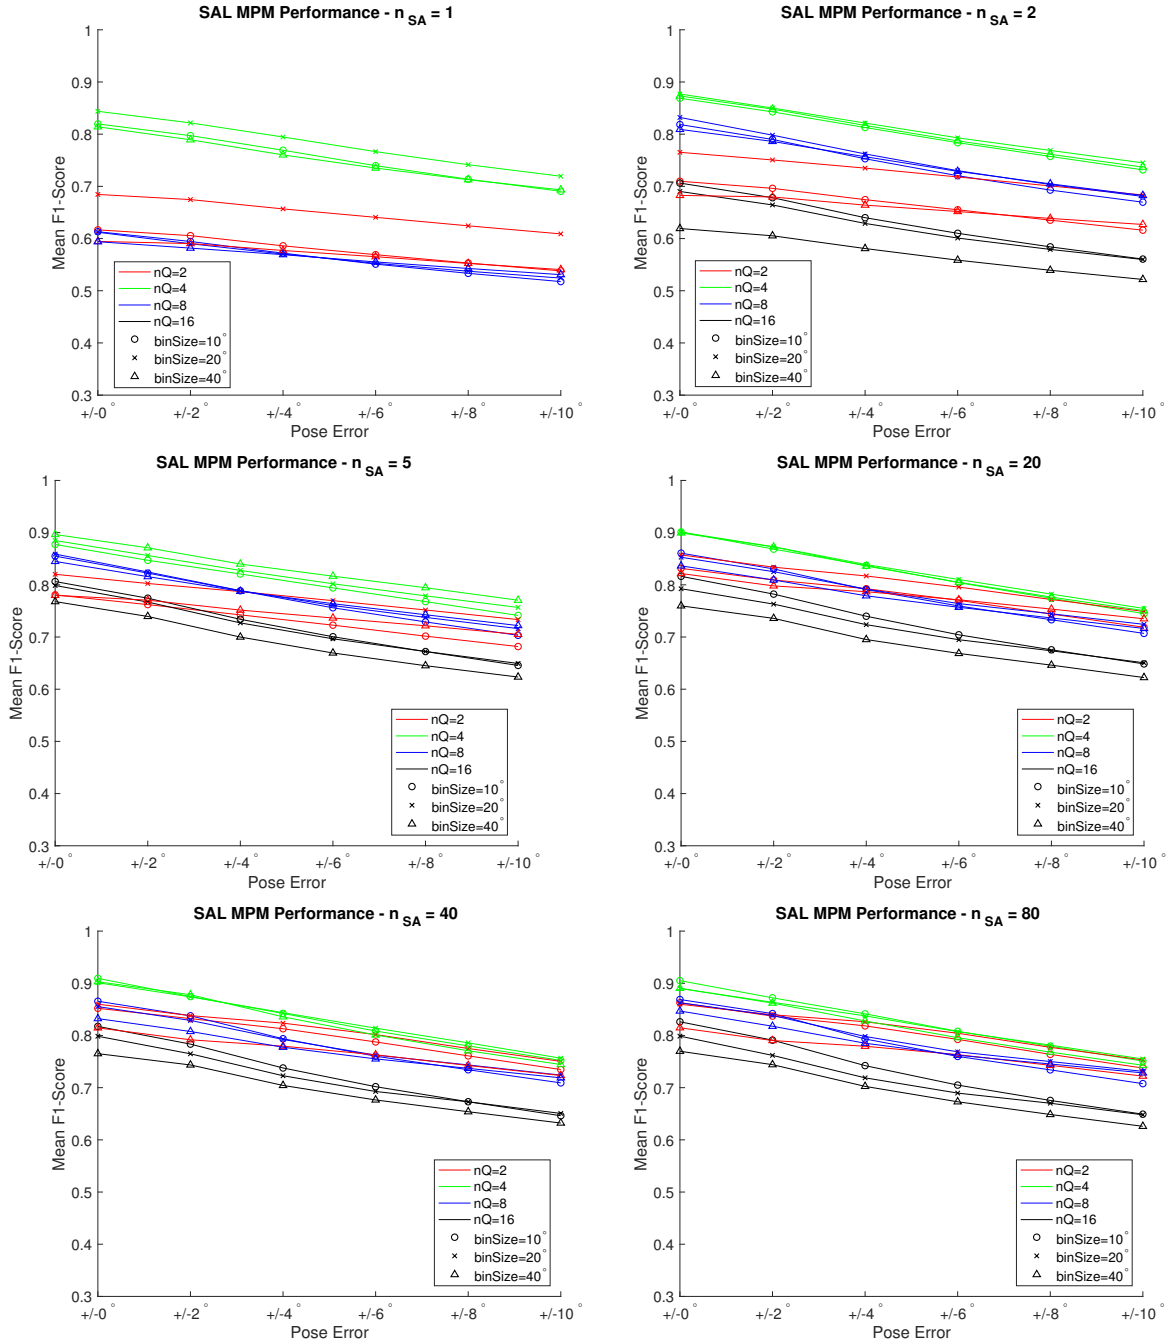 SAL MPM Performance - n SA = 1
1
0.9
0.8
0.7
0.6
0.5
0.4
0.3
Mean F1-Score
nQ=2
nQ=4
nQ=8
nQ=16
binSize=10°
binSize=20°
binSize=40°
+/-0° +/-2° +/-4° +/-6° +/-8° +/-10°
Pose Error
SAL MPM Performance - n SA = 2
1
0.9
0.8
0.7
0.6
0.5
0.4
0.3
Mean F1-Score
nQ=2
nQ=4
nQ=8
nQ=16
binSize=10°
binSize=20°
binSize=40°
+/-0° +/-2° +/-4° +/-6° +/-8° +/-10°
Pose Error
SAL MPM Performance - n SA = 5
1
0.9
0.8
0.7
0.6
0.5
0.4
0.3
Mean F1-Score
nQ=2
nQ=4
nQ=8
nQ=16
binSize=10°
binSize=20°
binSize=40°
+/-0° +/-2° +/-4° +/-6° +/-8° +/-10°
Pose Error
SAL MPM Performance - n SA = 20
1
0.9
0.8
0.7
0.6
0.5
0.4
0.3
Mean F1-Score
nQ=2
nQ=4
nQ=8
nQ=16
binSize=10°
binSize=20°
binSize=40°
+/-0° +/-2° +/-4° +/-6° +/-8° +/-10°
Pose Error
SAL MPM Performance - n SA = 40
1
0.9
0.8
0.7
0.6
0.5
0.4
0.3
Mean F1-Score
nQ=2
nQ=4
nQ=8
nQ=16
binSize=10°
binSize=20°
binSize=40°
+/-0° +/-2° +/-4° +/-6° +/-8° +/-10°
Pose Error
SAL MPM Performance - n SA = 80
1
0.9
0.8
0.7
0.6
0.5
0.4
0.3
Mean F1-Score
nQ=2
nQ=4
nQ=8
nQ=16
binSize=10°
binSize=20°
binSize=40°
+/-0° +/-2° +/-4° +/-6° +/-8° +/-10°
Pose Error